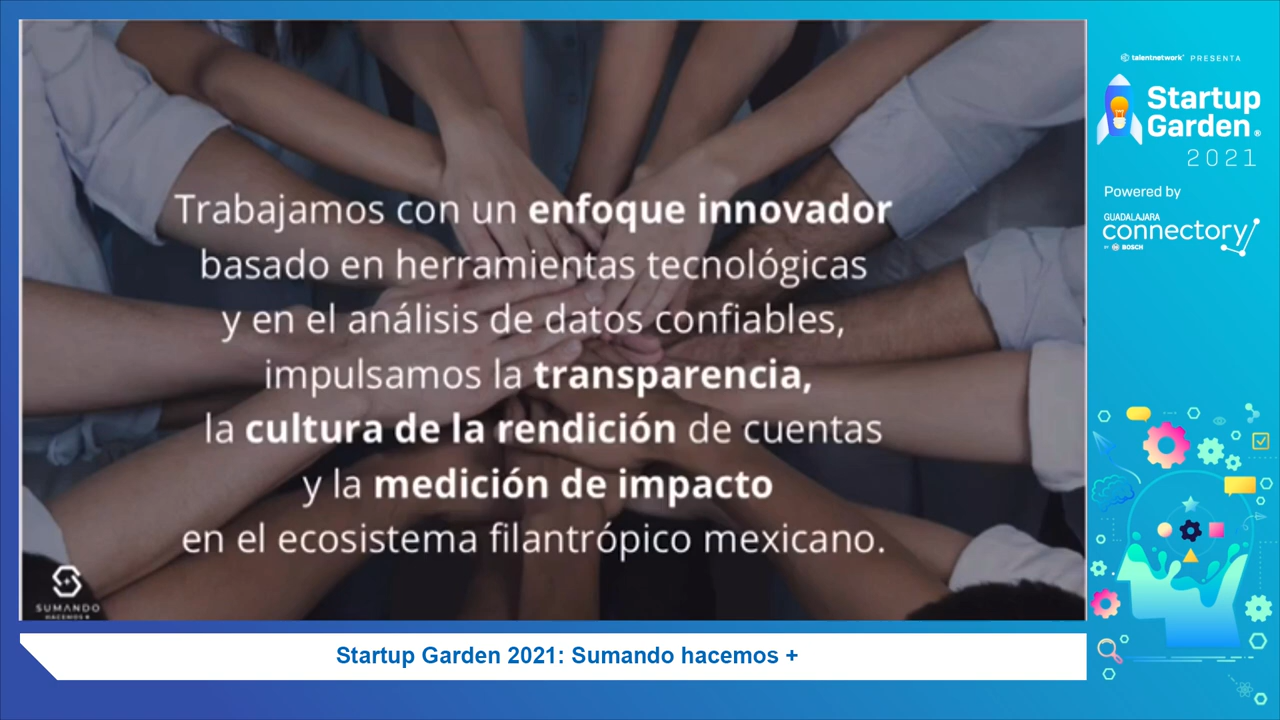 Trabajamos con un enfoque innovador
basado en herramientas tecnológicas
y en el análisis de datos confiables,
impulsamos la transparencia,
la cultura de la rendición de cuentas
y la medición de impacto
en el ecosistema filantrópico mexicano.
SUMANDO
HACEMOS +
Startup Garden 2021: Sumando hacemos +
talentnetwork PRESENTA
Startup
Garden®
2021
Powered by
GUADALAJARA
connectory
BY BOSCH